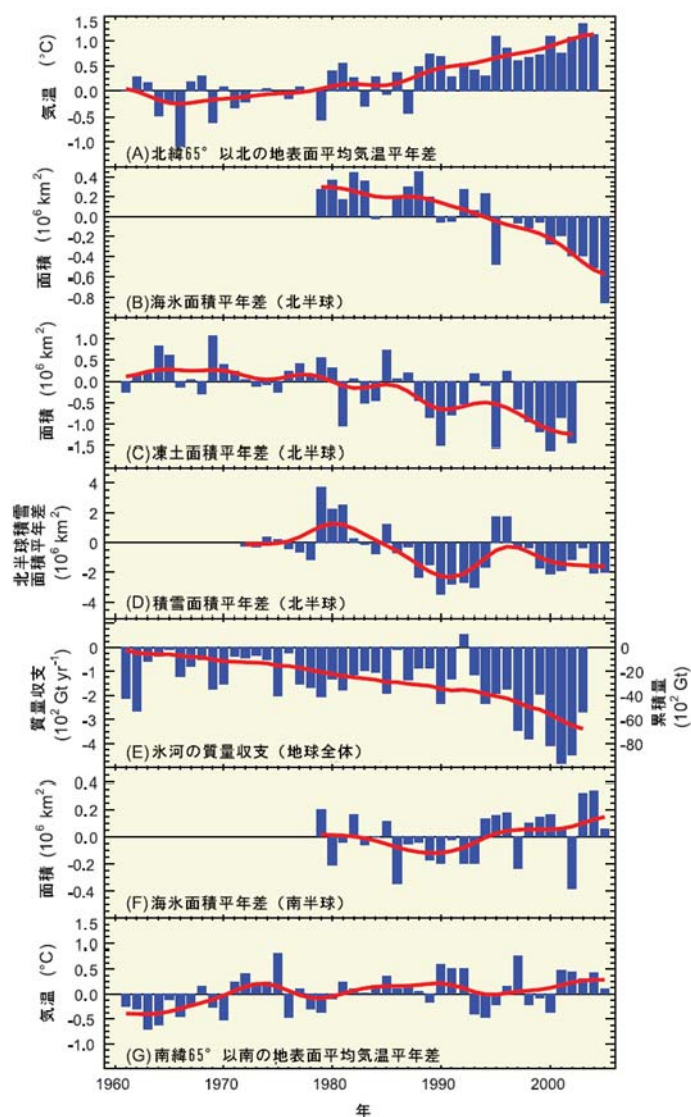 1.5
1.0
0.5
0.0
-0.5
-1.0
気温 (°C)
(A)北緯65° 以北の地表面平均気温平年差
0.4
0.2
0.0
-0.2
-0.4
-0.6
-0.8
面積 (10⁶ km²)
(B)海氷面積平年差(北半球)
1.0
0.5
0.0
-0.5
-1.0
-1.5
面積 (10⁶ km²)
(C)凍土面積平年差(北半球)
4
2
0
-2
-4
北半球積雪
面積平年差
(10⁶ km²)
(D)積雪面積平年差(北半球)
0
-1
-2
-3
-4
質量収支
(10² Gt yr⁻¹)
0
-20
-40
-60
-80
累積量
(10² Gt)
(E)氷河の質量収支(地球全体)
0.4
0.2
0.0
-0.2
-0.4
面積 (10⁶ km²)
(F)海氷面積平年差(南半球)
1.5
1.0
0.5
0.0
-0.5
-1.0
気温 (°C)
(G)南緯65° 以南の地表面平均気温平年差
1960 1970 1980 1990 2000
年